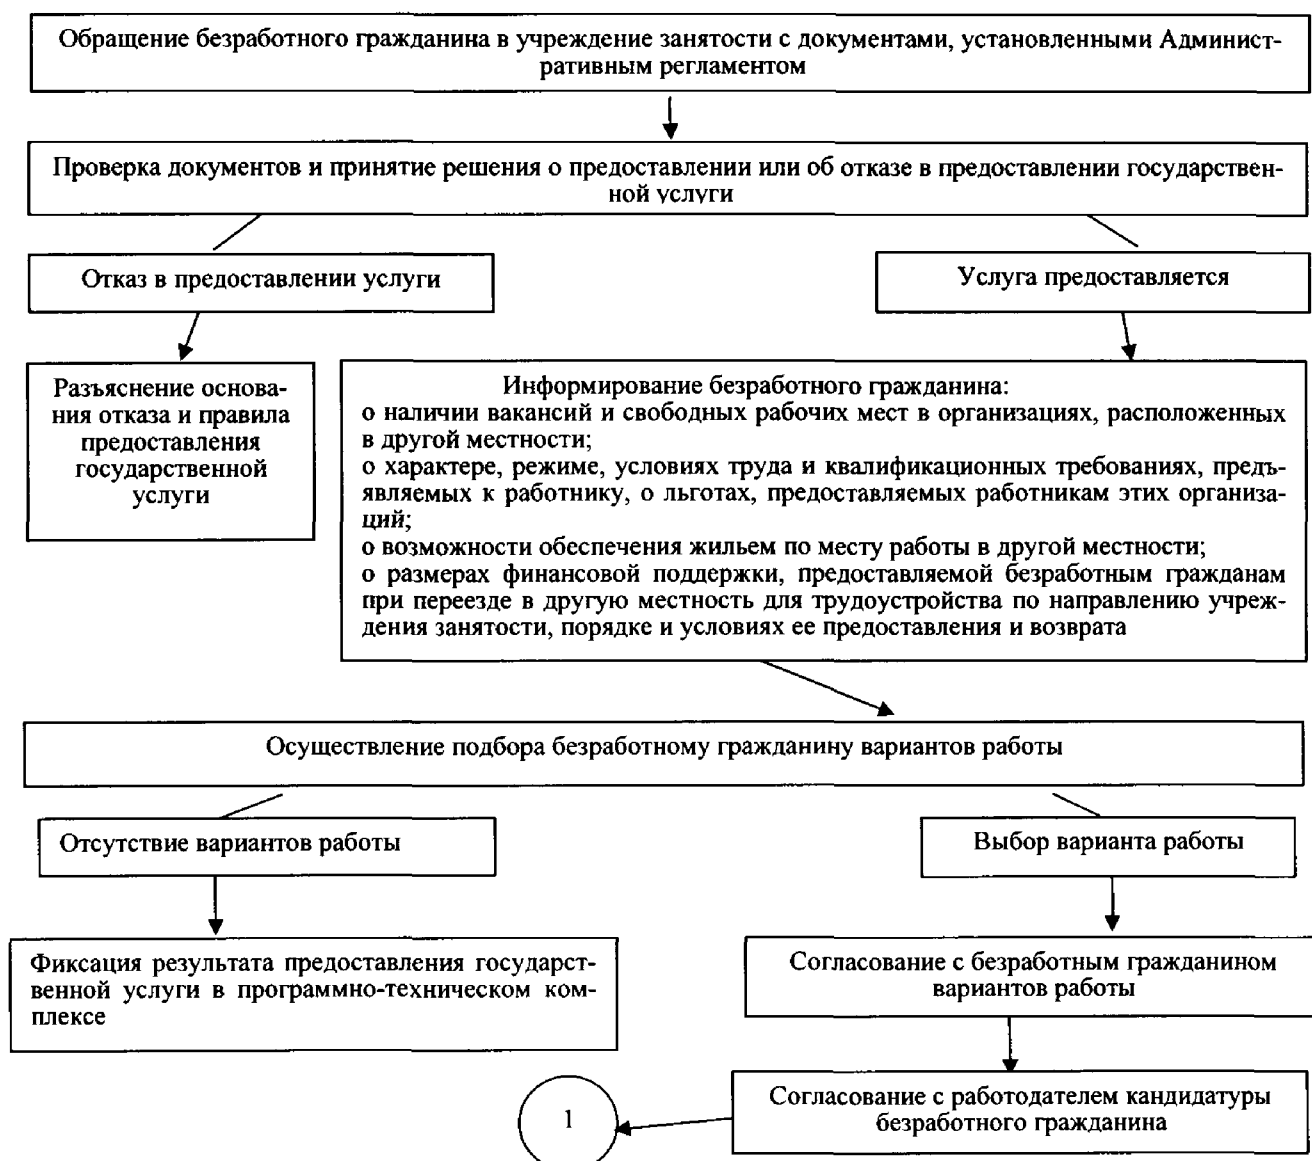 Обращение безработного гражданина в учреждение занятости с документами, установленными Админист-
ративным регламентом
Проверка документов и принятие решения о предоставлении или об отказе в предоставлении государствен-
ной услуги
Отказ в предоставлении услуги
Услуга предоставляется
Разъяснение основа-
ния отказа и правила
предоставления
государственной
услуги
Информирование безработного гражданина:
о наличии вакансий и свободных рабочих мест в организациях, расположенных
в другой местности;
о характере, режиме, условиях труда и квалификационных требованиях, предъ-
являемых к работнику, о льготах, предоставляемых работникам этих организа-
ций;
о возможности обеспечения жильем по месту работы в другой местности;
о размерах финансовой поддержки, предоставляемой безработным гражданам
при переезде в другую местность для трудоустройства по направлению учреж-
дения занятости, порядке и условиях ее предоставления и возврата
Осуществление подбора безработному гражданину вариантов работы
Отсутствие вариантов работы
Выбор варианта работы
Фиксация результата предоставления государст-
венной услуги в программно-техническом ком-
плексе
Согласование с безработным гражданином
вариантов работы
Согласование с работодателем кандидатуры
безработного гражданина
1